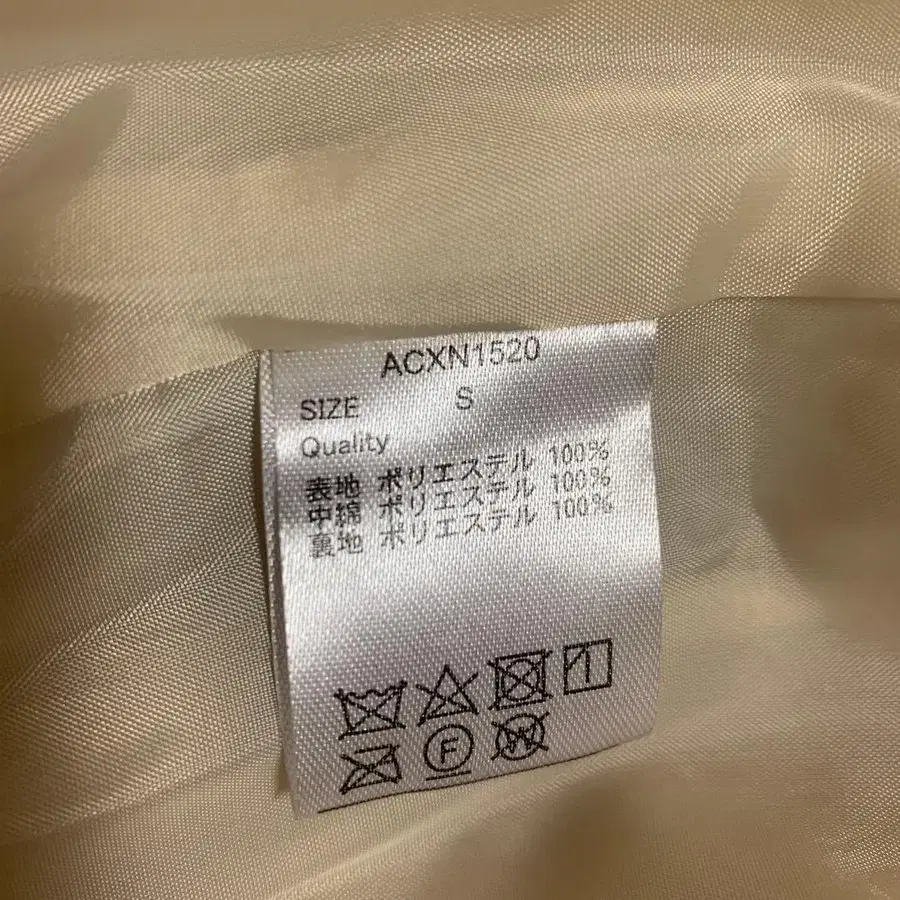 ACXN1520
SIZE S
Quality
表地 ポリエステル 100%
中綿 ポリエステル 100%
裏地 ポリエステル 100%
F W